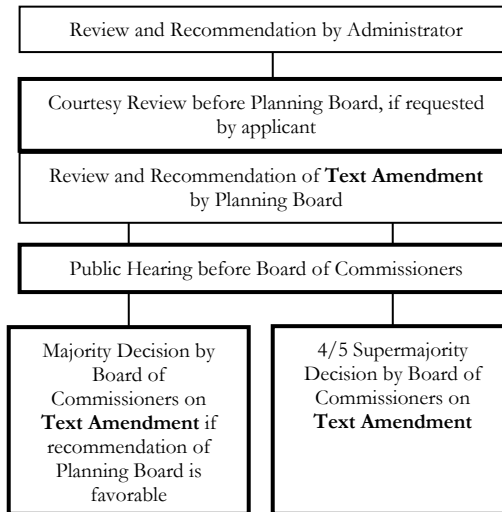 Review and Recommendation by Administrator
Courtesy Review before Planning Board, if requested
by applicant
Review and Recommendation of Text Amendment
by Planning Board
Public Hearing before Board of Commissioners
Majority Decision by
Board of
Commissioners on
Text Amendment if
recommendation of
Planning Board is
favorable
4/5 Supermajority
Decision by Board of
Commissioners on
Text Amendment